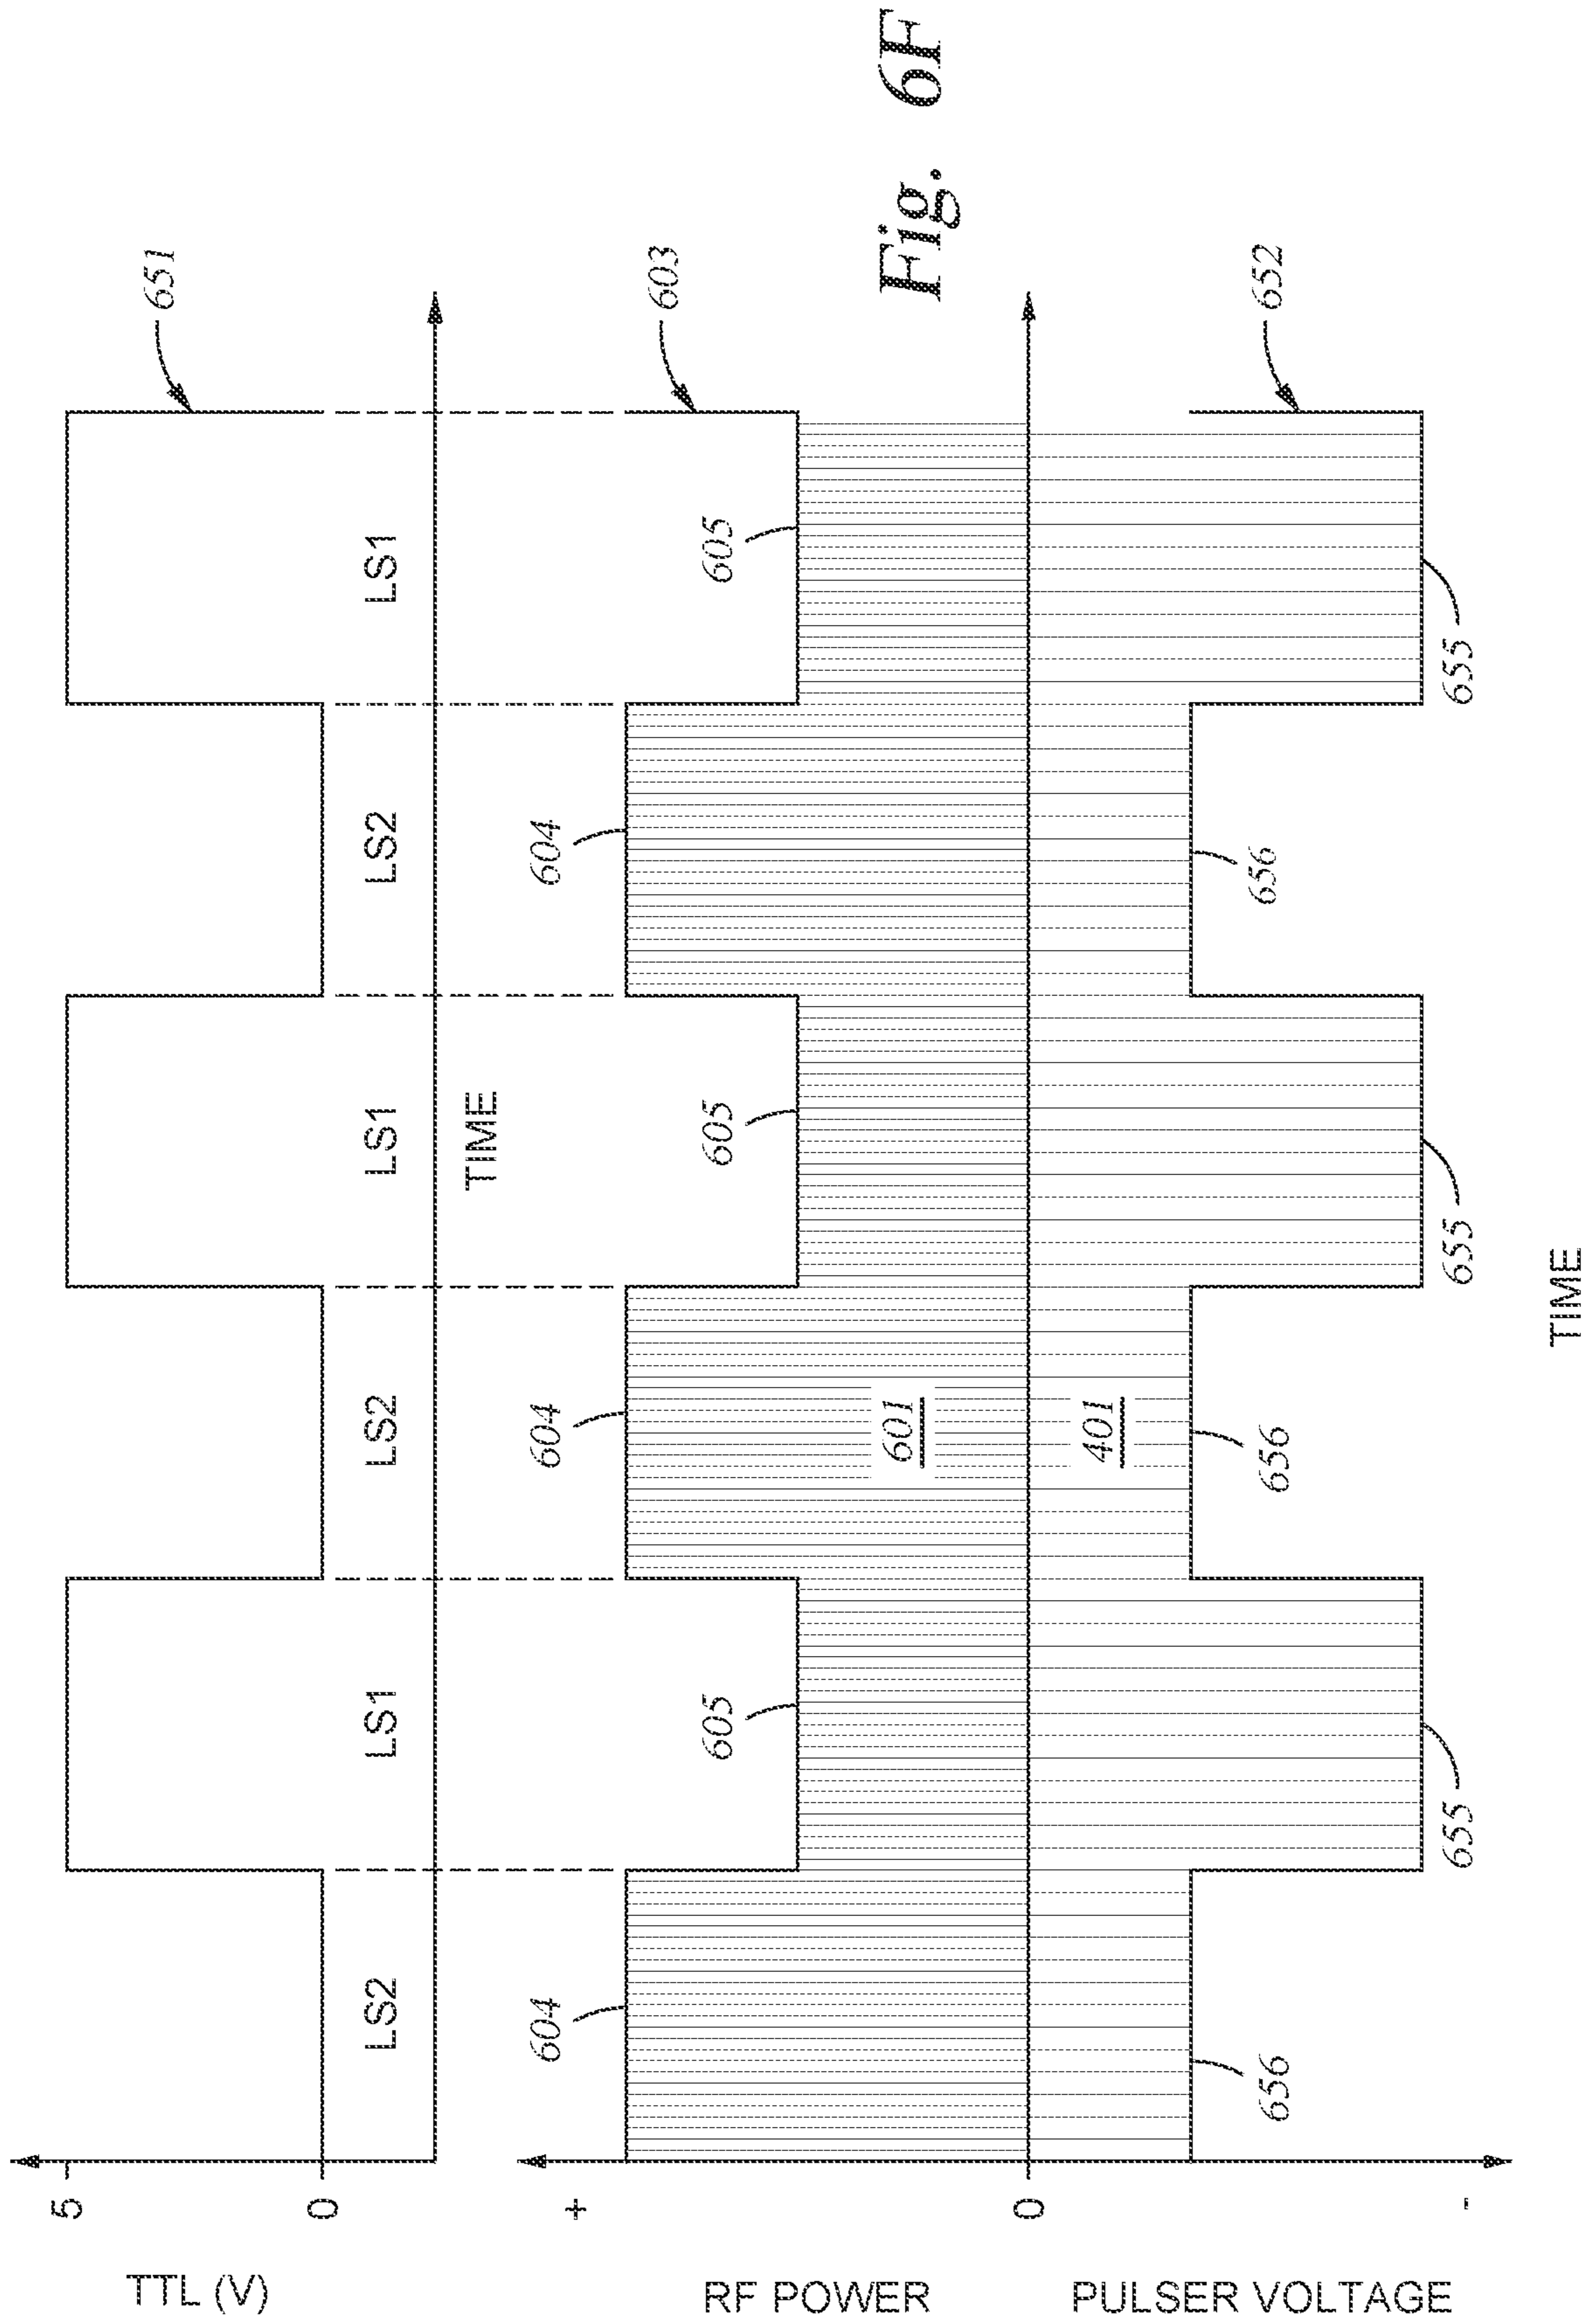 TTL (V)
5
0
651
LS2
LS1
LS2
LS1
LS2
LS1
TIME
RF POWER
+
0
603
604
605
604
605
604
605
601
PULSER VOLTAGE
-
401
652
656
655
656
655
656
655
TIME
Fig. 6F